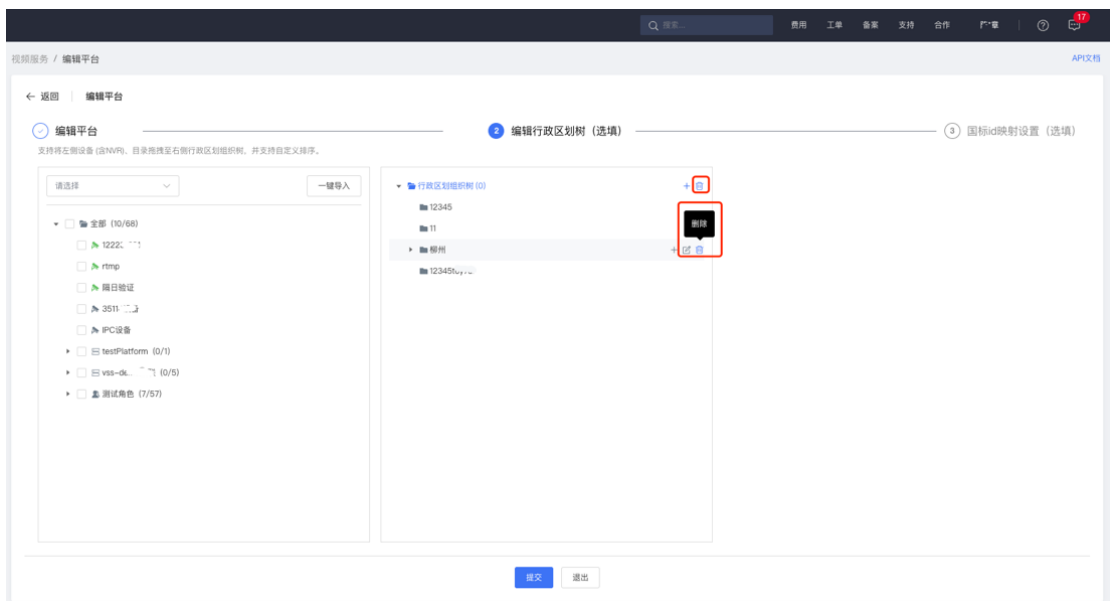 搜索...
费用 工单 备案 支持 合作
17
视频服务 / 编辑平台
API文档
← 返回 编辑平台
编辑平台
2 编辑行政区划树（选填）
3 国标id映射设置（选填）
支持将左侧设备 (含NVR)、目录拖拽至右侧行政区划组织树，并支持自定义排序。
请选择
一键导入
全部 (10/68)
1222
rtmp
隔日验证
3511
IPC设备
testPlatform (0/1)
vss-de (0/5)
测试角色 (7/57)
行政区划组织树 (0)
12345
11
删除
柳州
12345
提交
退出